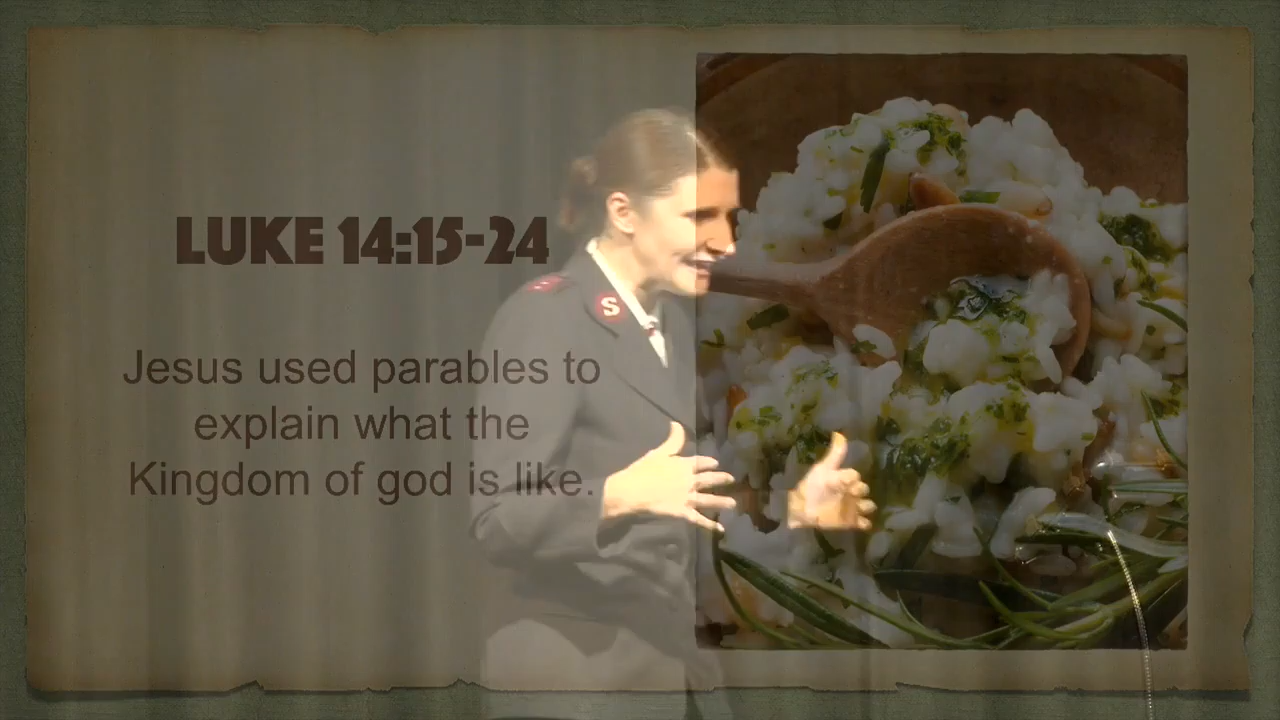 LUKE 14:15-24
S
Jesus used parables to
explain what the
Kingdom of god is like.